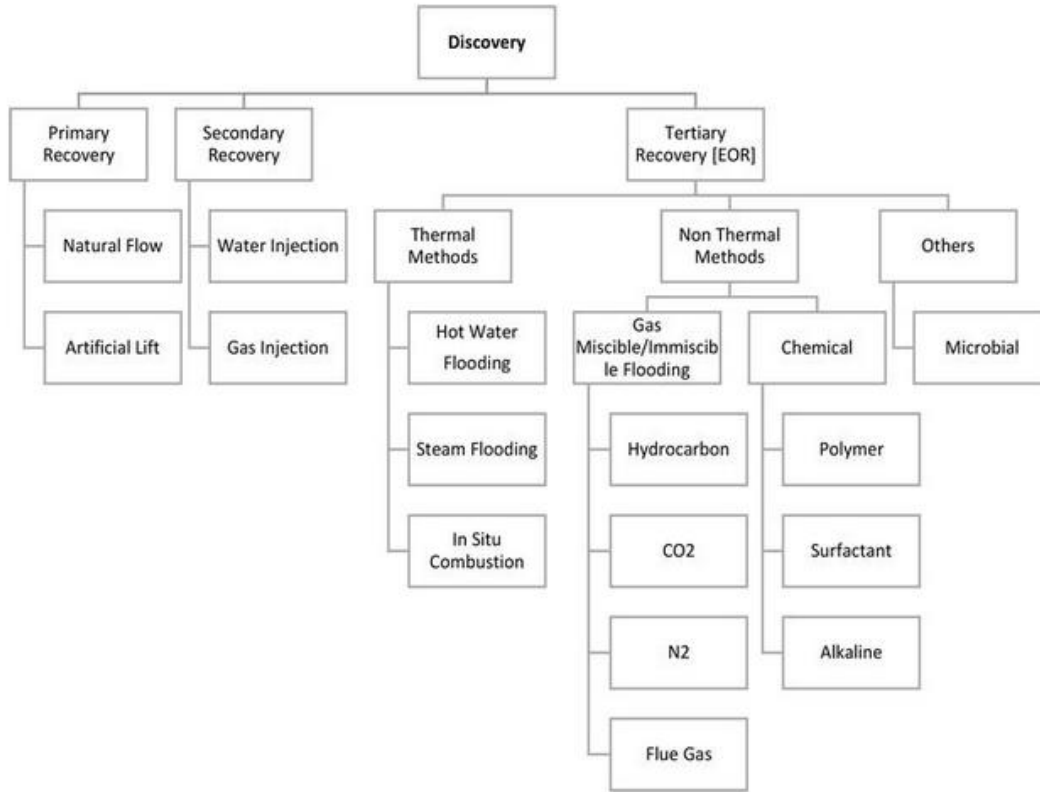 Discovery
Primary
Recovery
Secondary
Recovery
Tertiary
Recovery [EOR]
Natural Flow
Water Injection
Thermal
Methods
Non Thermal
Methods
Others
Artificial Lift
Gas Injection
Hot Water
Flooding
Gas
Miscible/Immiscib
le Flooding
Chemical
Microbial
Steam Flooding
Hydrocarbon
Polymer
In Situ
Combustion
CO2
Surfactant
N2
Alkaline
Flue Gas